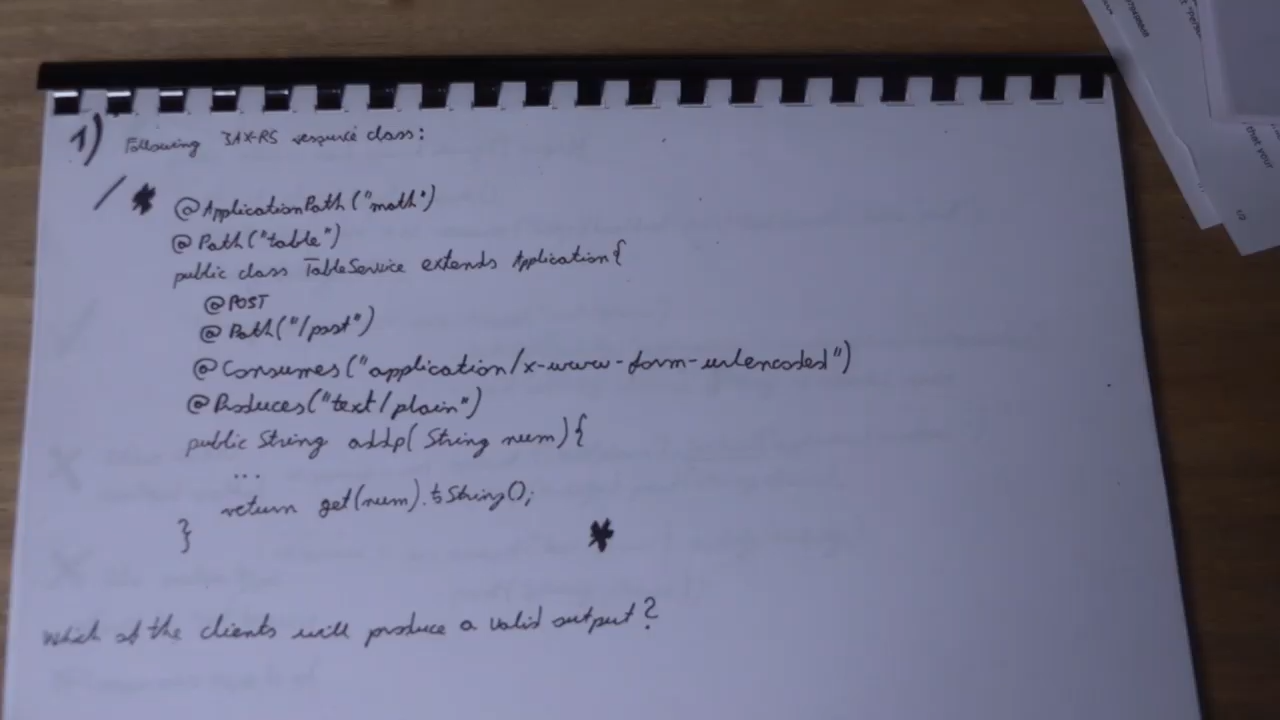 1) Following JAX-RS resource class:
/ * @ApplicationPath("math")
@Path("table")
public class TableService extends Application{
@POST
@Path("/post")
@Consumes("application/x-www-form-urlencoded")
@Produces("text/plain")
public String addp(String num){
...
return get(num).toString();
}
*
Which of the clients will produce a valid output?
that your